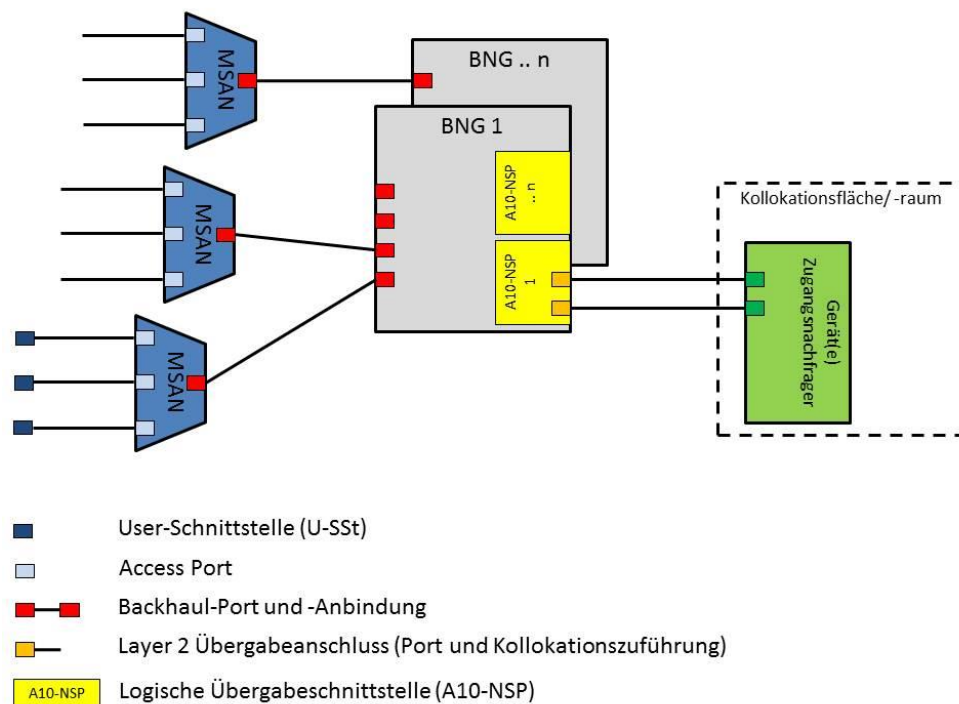 MSAN
BNG .. n
BNG 1
A10-NSP
.. n
MSAN
A10-NSP
1
Kollokationsfläche/ -raum
Gerät(e)
Zugangsnachfrager
MSAN
User-Schnittstelle (U-SSt)
Access Port
Backhaul-Port und -Anbindung
Layer 2 Übergabeanschluss (Port und Kollokationszuführung)
A10-NSP
Logische Übergabeschnittstelle (A10-NSP)